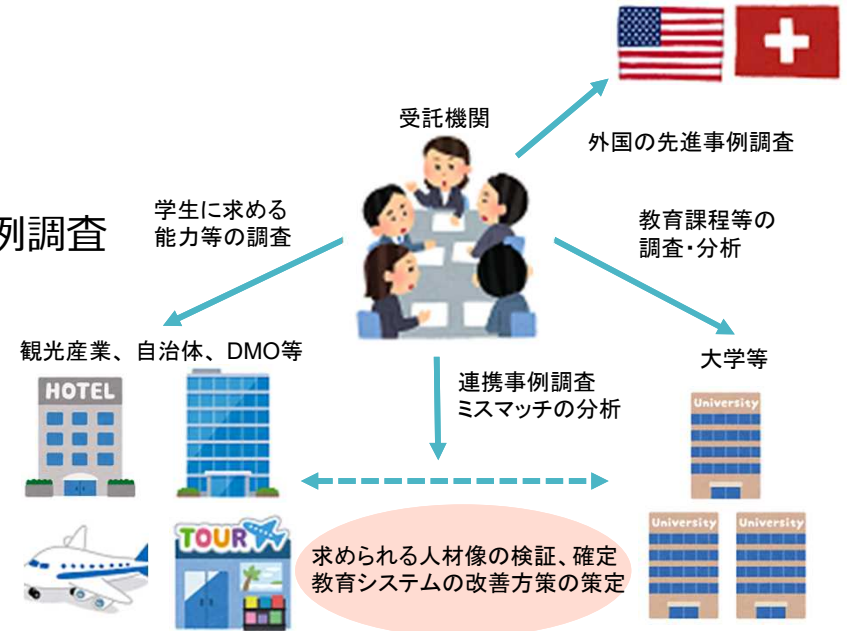 受託機関
外国の先進事例調査
学生に求める
能力等の調査
例調査
教育課程等の
調査・分析
観光産業、自治体、DMO等
大学等
HOTEL
連携事例調査
ミスマッチの分析
University
TOUR
求められる人材像の検証、確定
教育システムの改善方策の策定
University
University